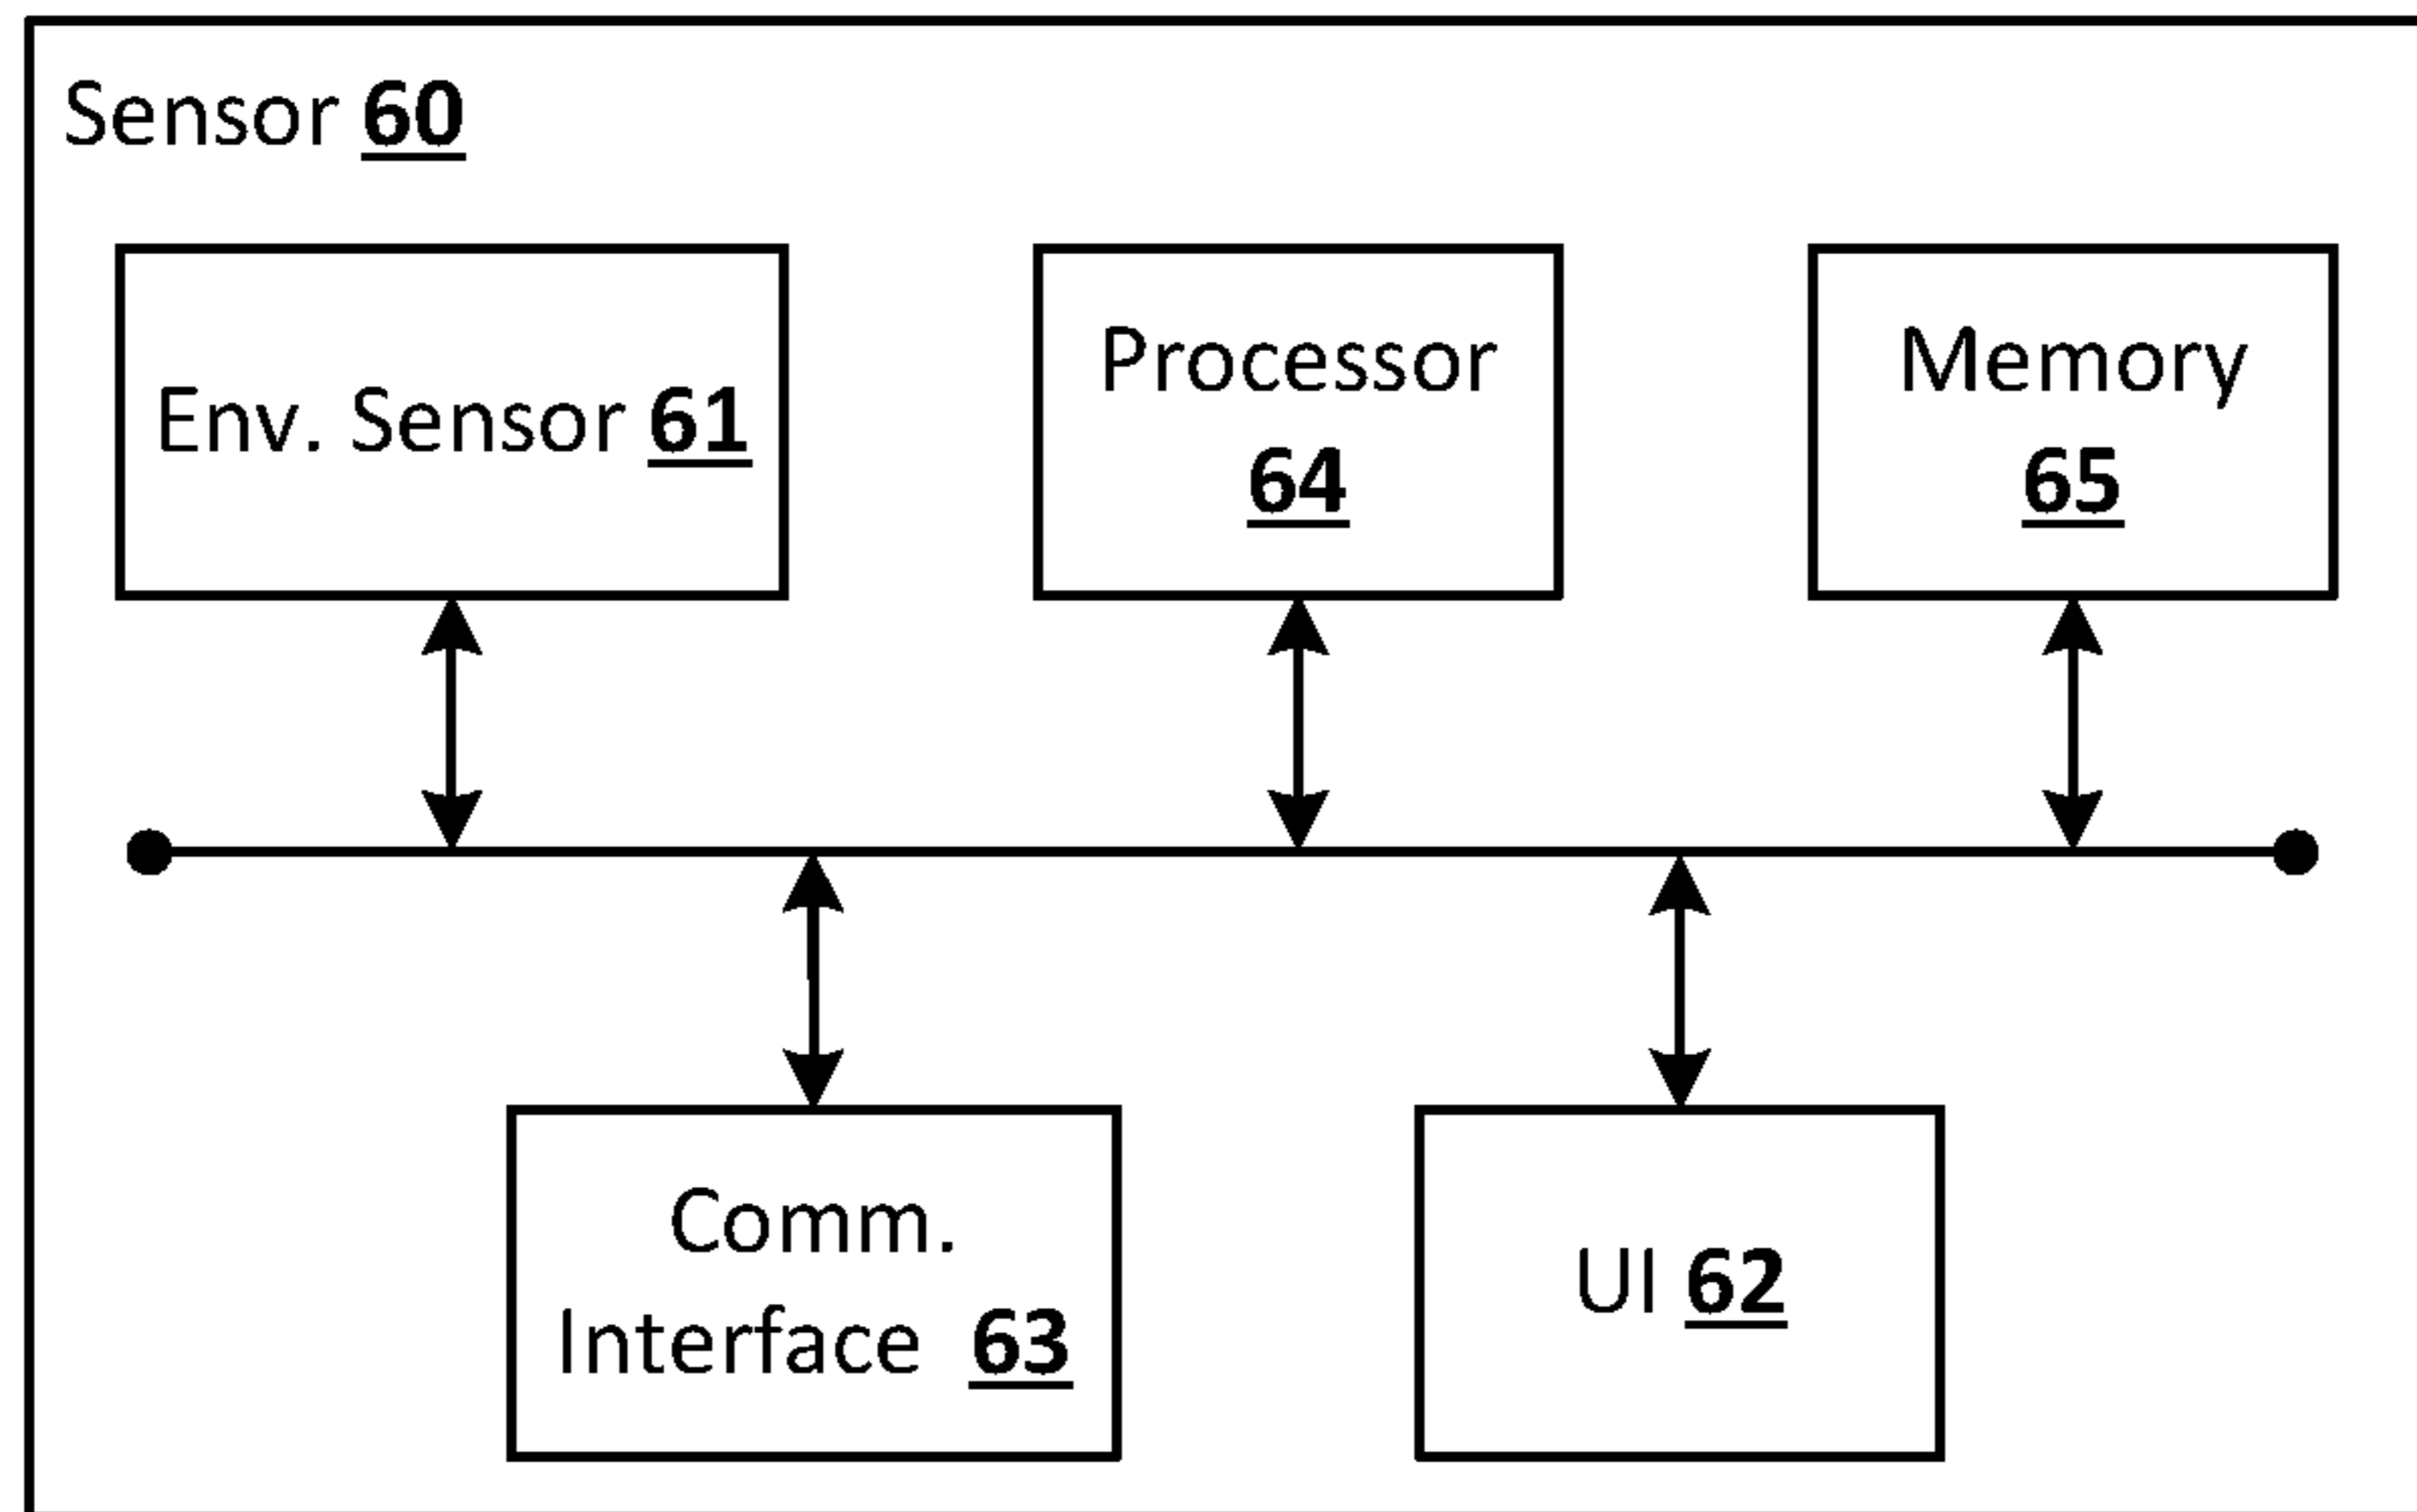 Sensor 60
Env. Sensor 61
Processor
64
Memory
65
Comm.
Interface 63
UI 62